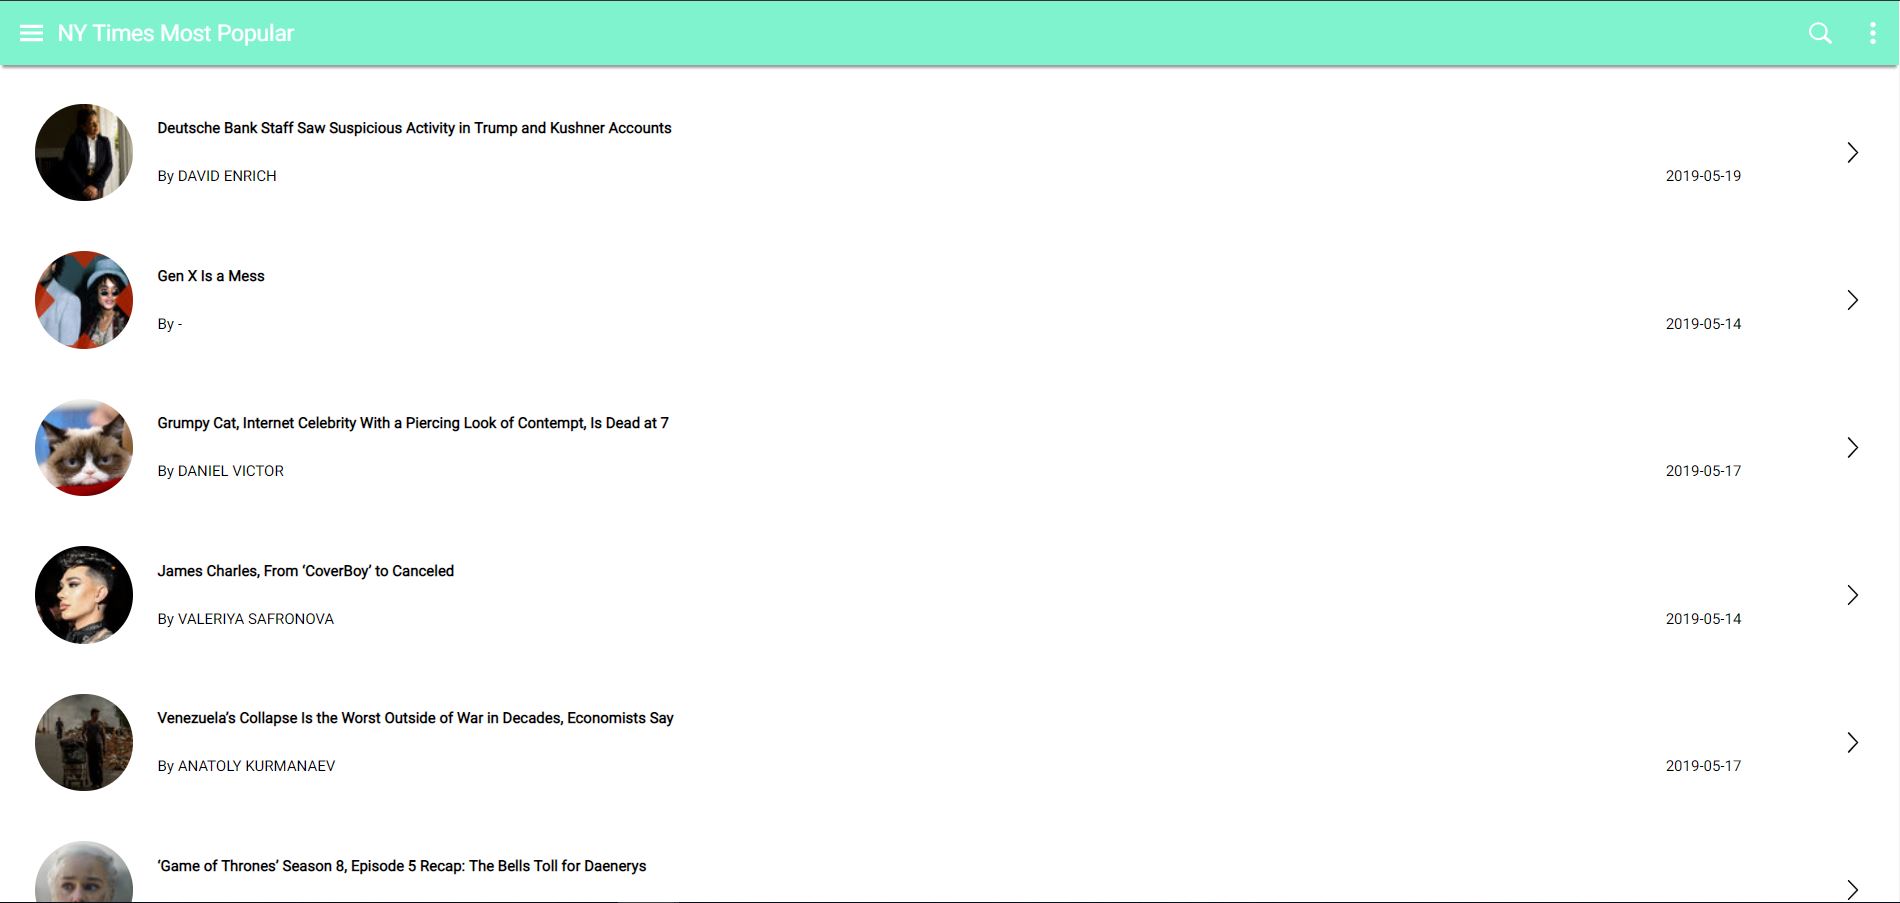 NY Times Most Popular
Deutsche Bank Staff Saw Suspicious Activity in Trump and Kushner Accounts
By DAVID ENRICH 2019-05-19
Gen X Is a Mess
By - 2019-05-14
Grumpy Cat, Internet Celebrity With a Piercing Look of Contempt, Is Dead at 7
By DANIEL VICTOR 2019-05-17
James Charles, From ‘CoverBoy’ to Canceled
By VALERIYA SAFRONOVA 2019-05-14
Venezuela’s Collapse Is the Worst Outside of War in Decades, Economists Say
By ANATOLY KURMANAEV 2019-05-17
‘Game of Thrones’ Season 8, Episode 5 Recap: The Bells Toll for Daenerys